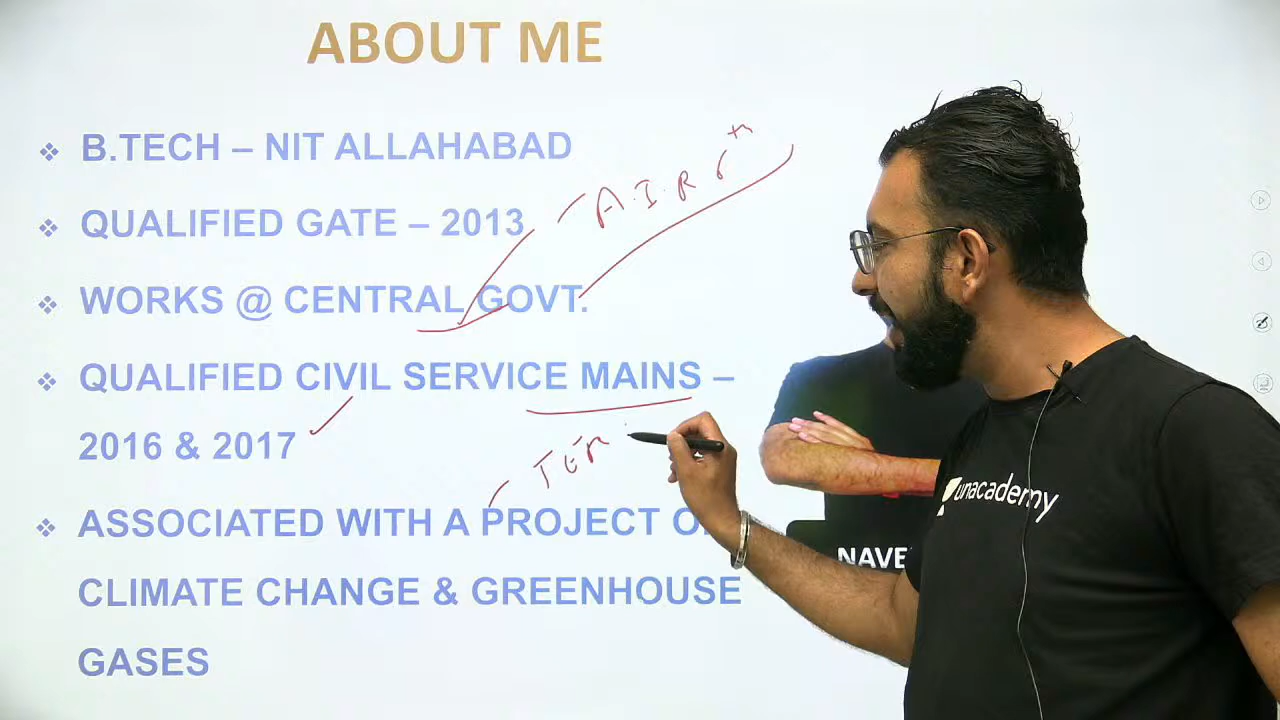 ABOUT ME
B.TECH – NIT ALLAHABAD
QUALIFIED GATE – 2013
A.I.R 6th
WORKS @ CENTRAL GOVT.
QUALIFIED CIVIL SERVICE MAINS –
2016 & 2017
TER
ASSOCIATED WITH A PROJECT
CLIMATE CHANGE & GREENHOUSE
GASES
unacademy
NAVE